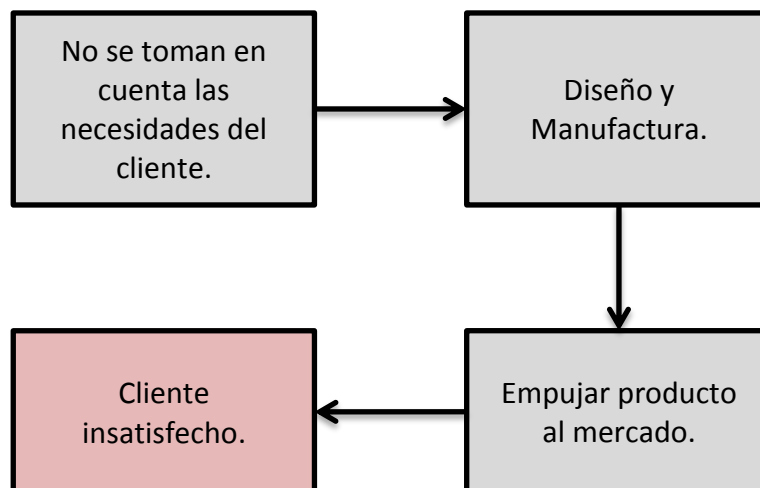 No se toman en
cuenta las
necesidades del
cliente.
Diseño y
Manufactura.
Empujar producto
al mercado.
Cliente
insatisfecho.